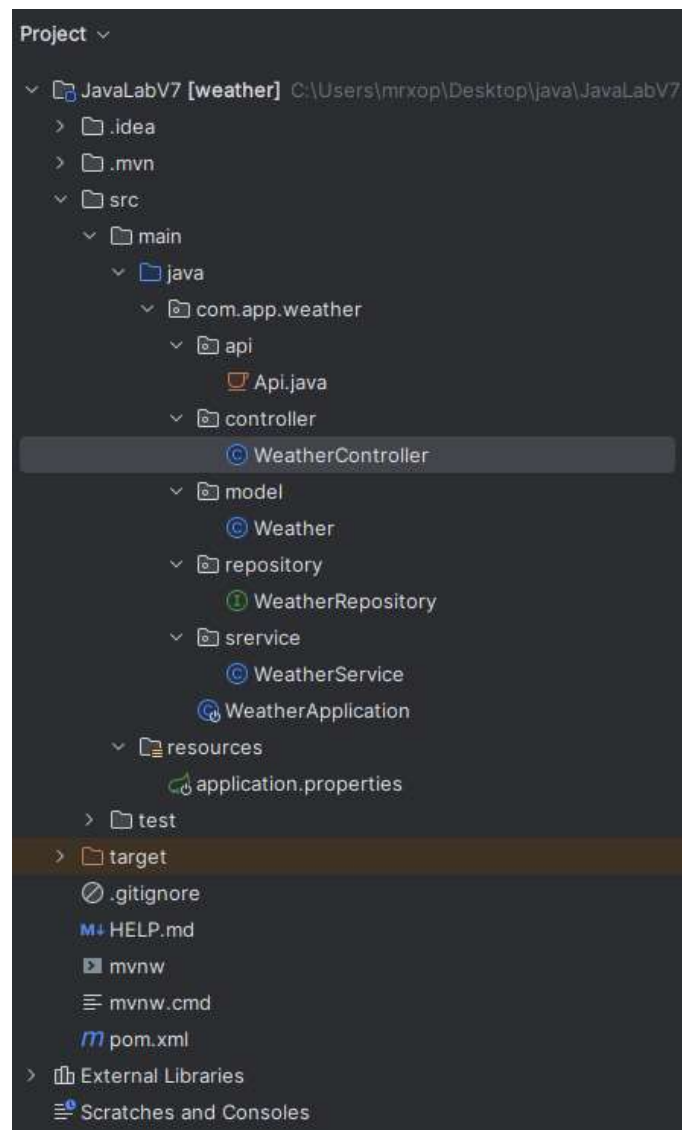 Project
JavaLabV7 [weather] C:\Users\mrxop\Desktop\java\JavaLabV7
.idea
.mvn
src
main
java
com.app.weather
api
Api.java
controller
WeatherController
model
Weather
repository
WeatherRepository
srervice
WeatherService
WeatherApplication
resources
application.properties
test
target
.gitignore
HELP.md
mvnw
mvnw.cmd
pom.xml
External Libraries
Scratches and Consoles